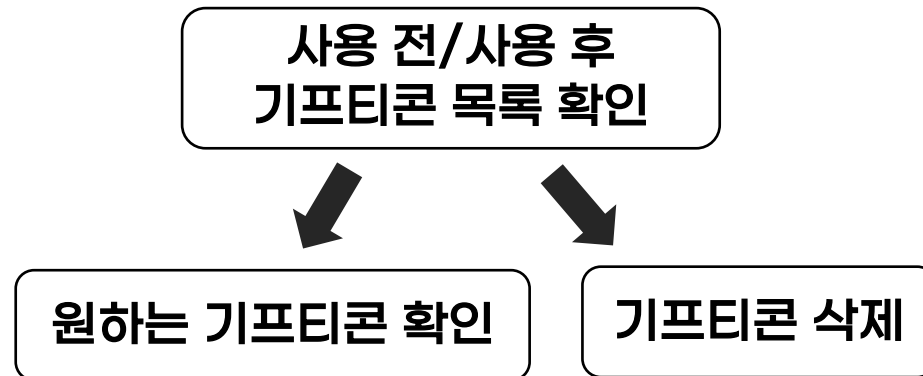 사용 전/사용 후
기프티콘 목록 확인
원하는 기프티콘 확인
기프티콘 삭제